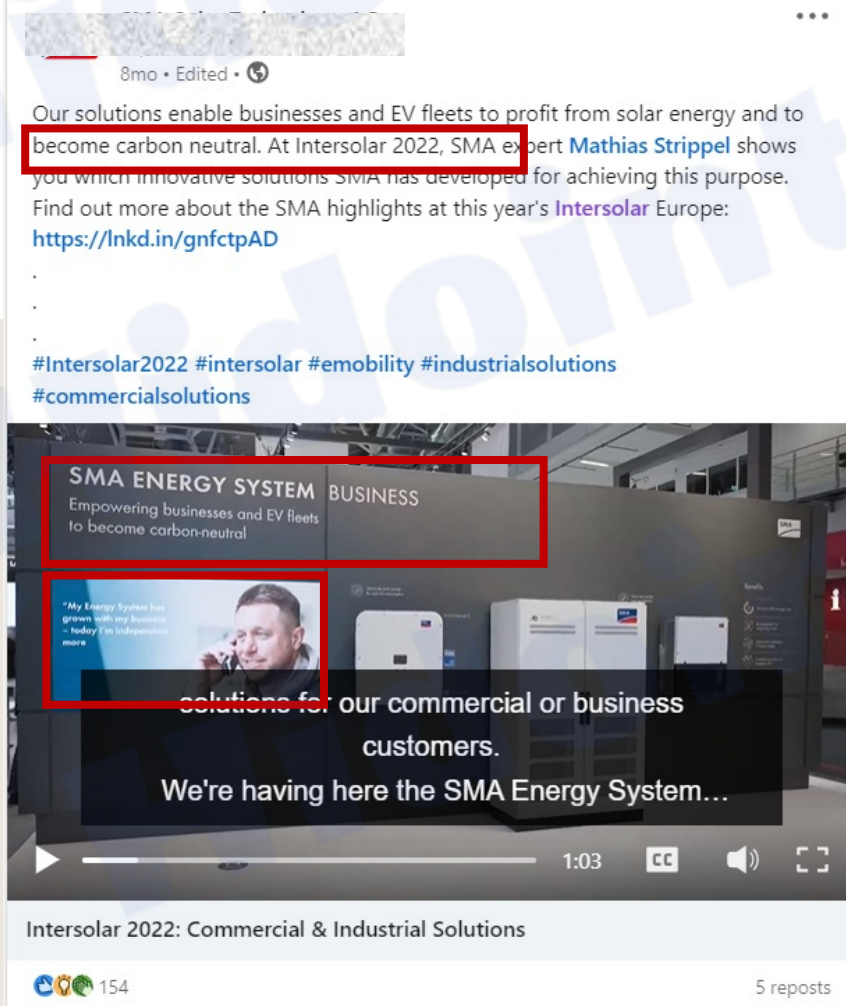 8mo • Edited •
Our solutions enable businesses and EV fleets to profit from solar energy and to
become carbon neutral. At Intersolar 2022, SMA expert Mathias Strippel shows
you which innovative solutions SMA has developed for achieving this purpose.
Find out more about the SMA highlights at this year's Intersolar Europe:
https://lnkd.in/gnfctpAD
.
.
.
#Intersolar2022 #intersolar #emobility #industrialsolutions
#commercialsolutions
SMA ENERGY SYSTEM BUSINESS
Empowering businesses and EV fleets
to become carbon-neutral
SMA
"My Energy System has
grown with my business
– today I'm independent
more
SMA
Benefits
i
solutions for our commercial or business
customers.
We're having here the SMA Energy System...
1:03
CC
Intersolar 2022: Commercial & Industrial Solutions
154
5 reposts